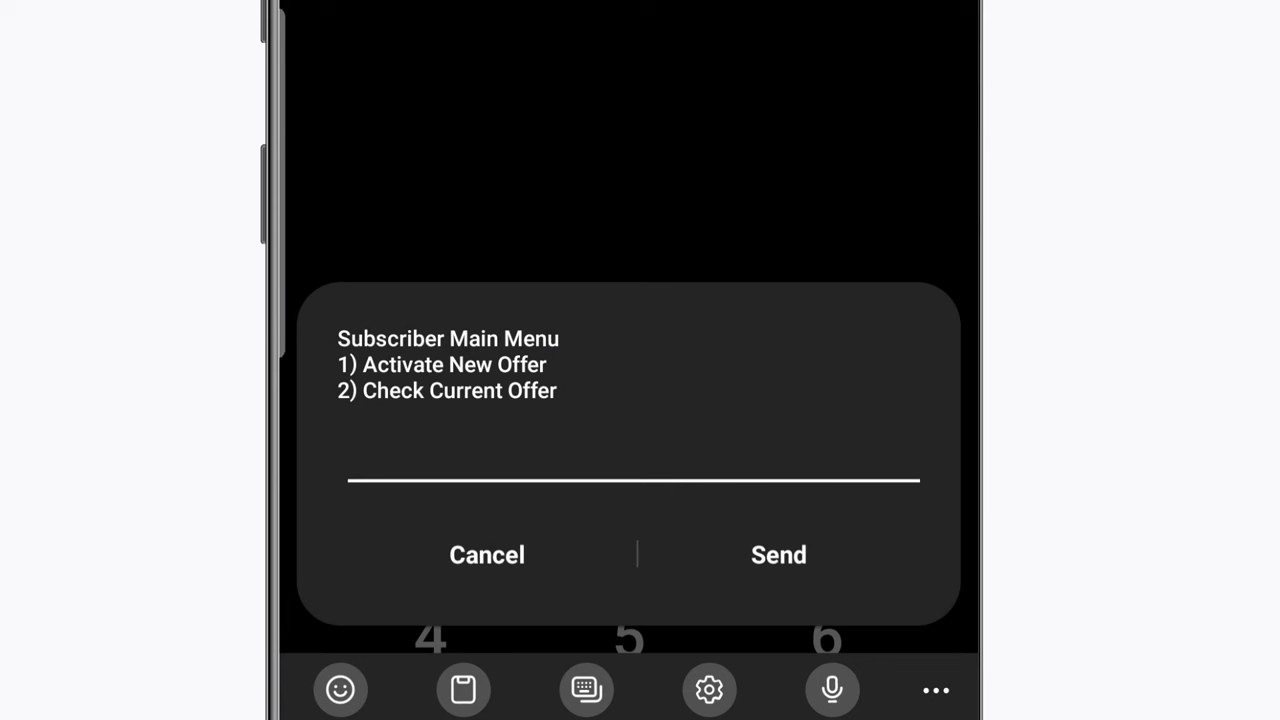 Subscriber Main Menu
1) Activate New Offer
2) Check Current Offer
Cancel
Send
4 5 6